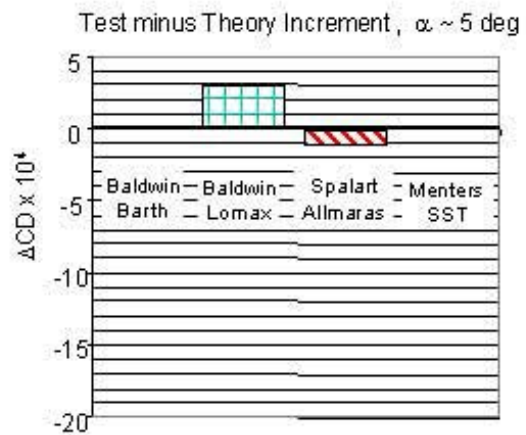 Test minus Theory Increment, α ~ 5 deg
5
0
-5
-10
-15
-20
ΔCD x 10⁴
Baldwin Barth
Baldwin Lomax
Spalart Allmaras
Menters SST